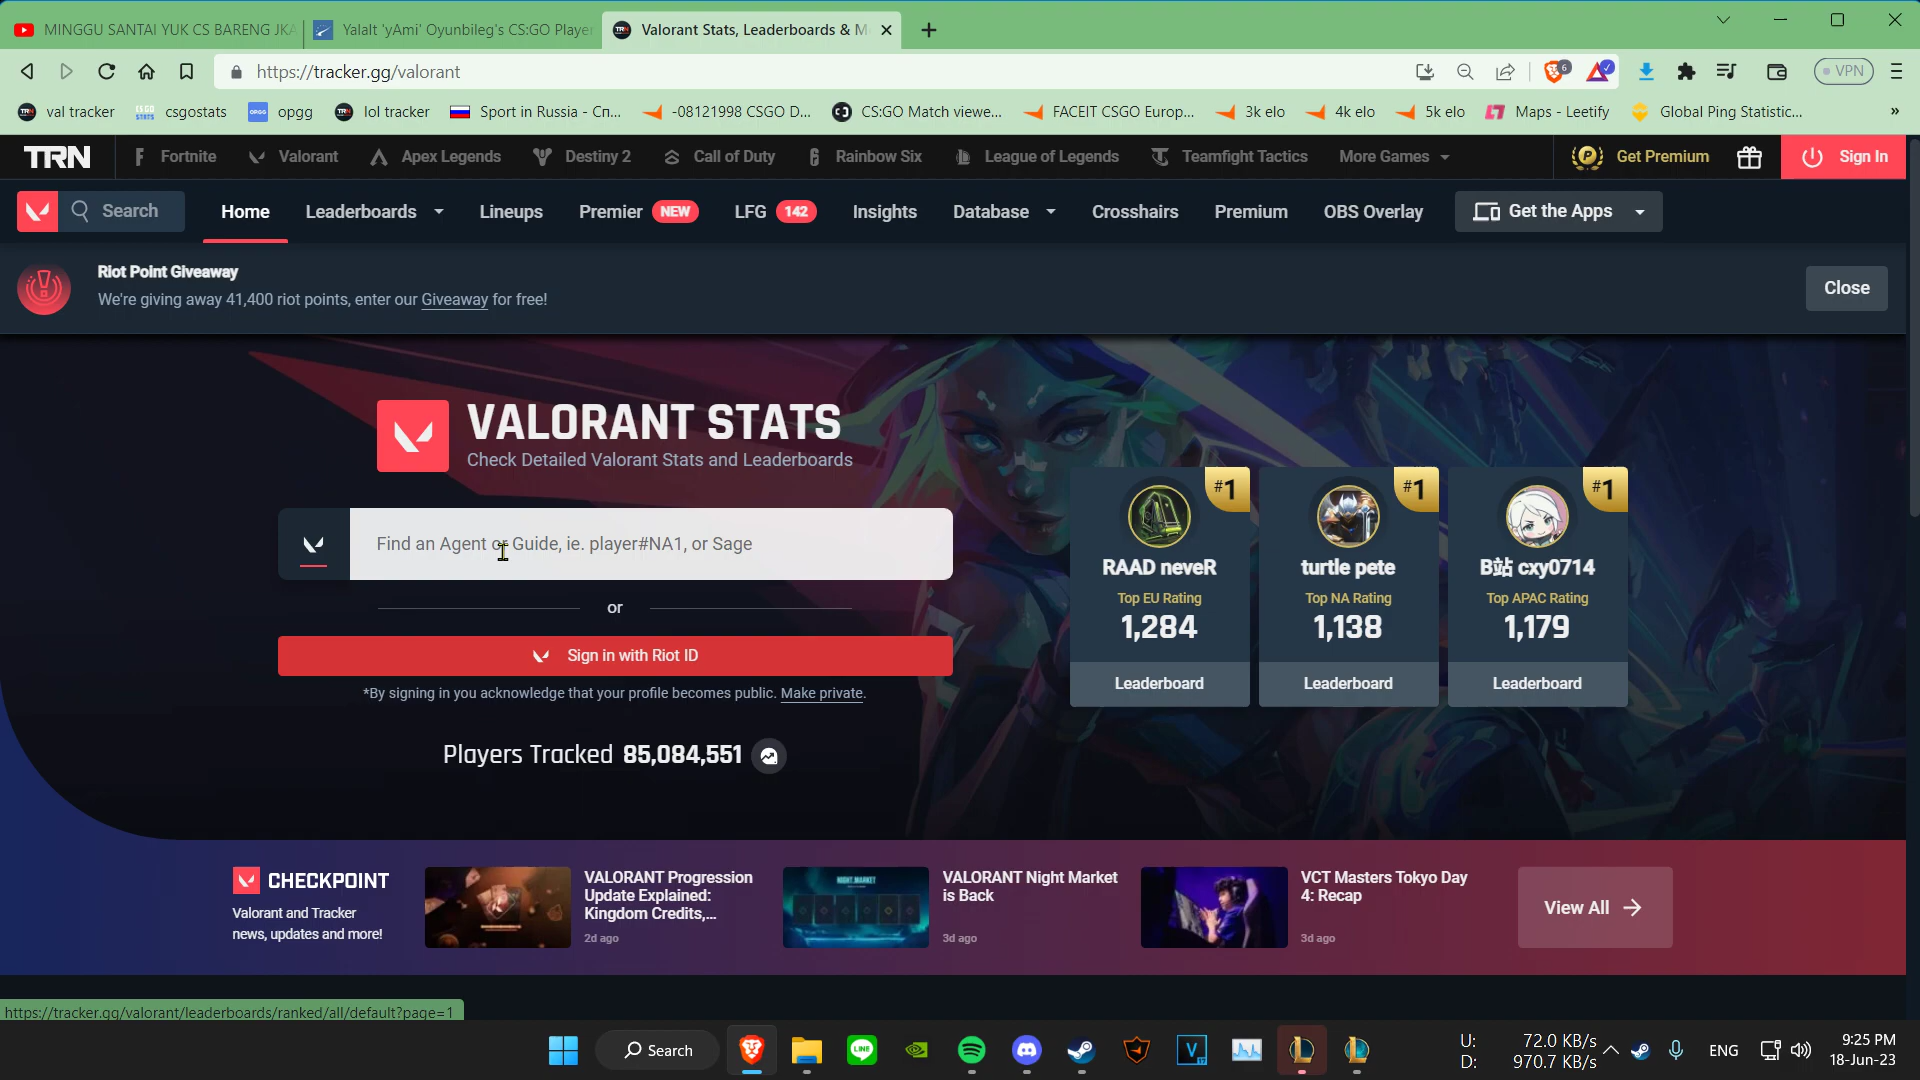 MINGGU SANTAI YUK CS BARENG JKA
Yalalt 'yAmi' Oyunbileg's CS:GO Player
Valorant Stats, Leaderboards & M
https://tracker.gg/valorant
6
VPN
val tracker
csgostats
opgg
lol tracker
Sport in Russia - Сп...
-08121998 CSGO D...
CS:GO Match viewe...
FACEIT CSGO Europ...
3k elo
4k elo
5k elo
Maps - Leetify
Global Ping Statistic...
»
TRN
Fortnite
Valorant
Apex Legends
Destiny 2
Call of Duty
Rainbow Six
League of Legends
Teamfight Tactics
More Games
Get Premium
Sign In
Search
Home
Leaderboards
Lineups
Premier NEW
LFG 142
Insights
Database
Crosshairs
Premium
OBS Overlay
Get the Apps
Riot Point Giveaway
We're giving away 41,400 riot points, enter our Giveaway for free!
Close
VALORANT STATS
Check Detailed Valorant Stats and Leaderboards
Find an Agent or Guide, ie. player#NA1, or Sage
or
Sign in with Riot ID
*By signing in you acknowledge that your profile becomes public. Make private.
Players Tracked 85,084,551
#1
RAAD neveR
Top EU Rating
1,284
Leaderboard
#1
turtle pete
Top NA Rating
1,138
Leaderboard
#1
B站 cxy0714
Top APAC Rating
1,179
Leaderboard
CHECKPOINT
Valorant and Tracker
news, updates and more!
VALORANT Progression
Update Explained:
Kingdom Credits,...
2d ago
NIGHT.MARKET
VALORANT Night Market
is Back
3d ago
VCT Masters Tokyo Day
4: Recap
3d ago
View All
https://tracker.gg/valorant/leaderboards/ranked/all/default?page=1
Search
LINE
V
U: 72.0 KB/s
D: 970.7 KB/s
ENG
9:25 PM
18-Jun-23